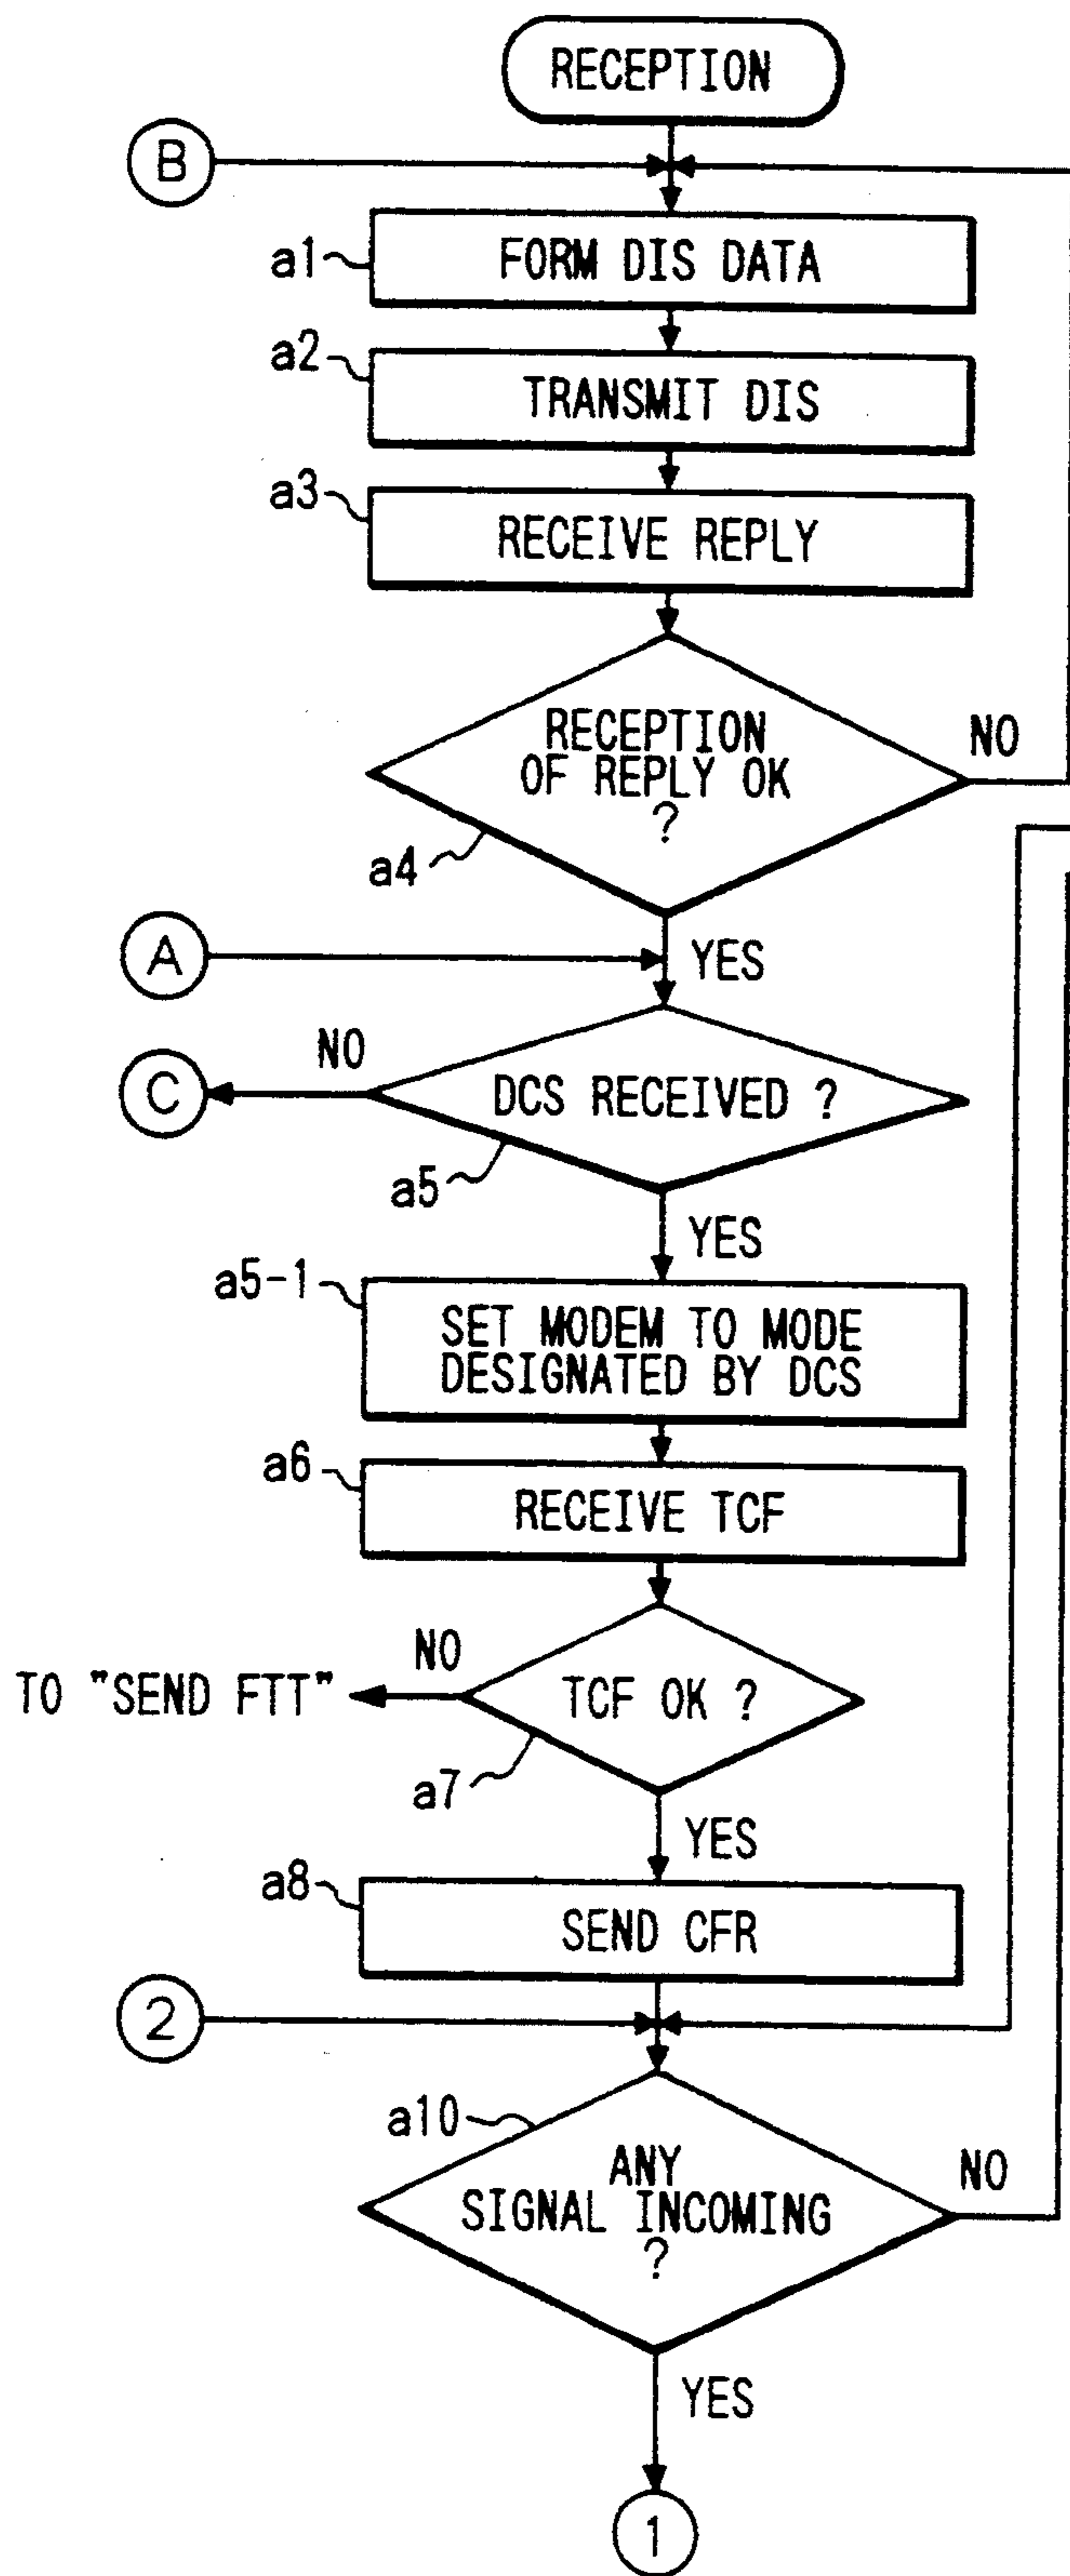 RECEPTION
B
a1
FORM DIS DATA
a2
TRANSMIT DIS
a3
RECEIVE REPLY
RECEPTION
OF REPLY OK
?
NO
a4
A
YES
NO
C
DCS RECEIVED ?
a5
YES
a5-1
SET MODEM TO MODE
DESIGNATED BY DCS
a6
RECEIVE TCF
NO
TO "SEND FTT"
TCF OK ?
a7
YES
a8
SEND CFR
2
a10
ANY
SIGNAL INCOMING
?
NO
YES
1